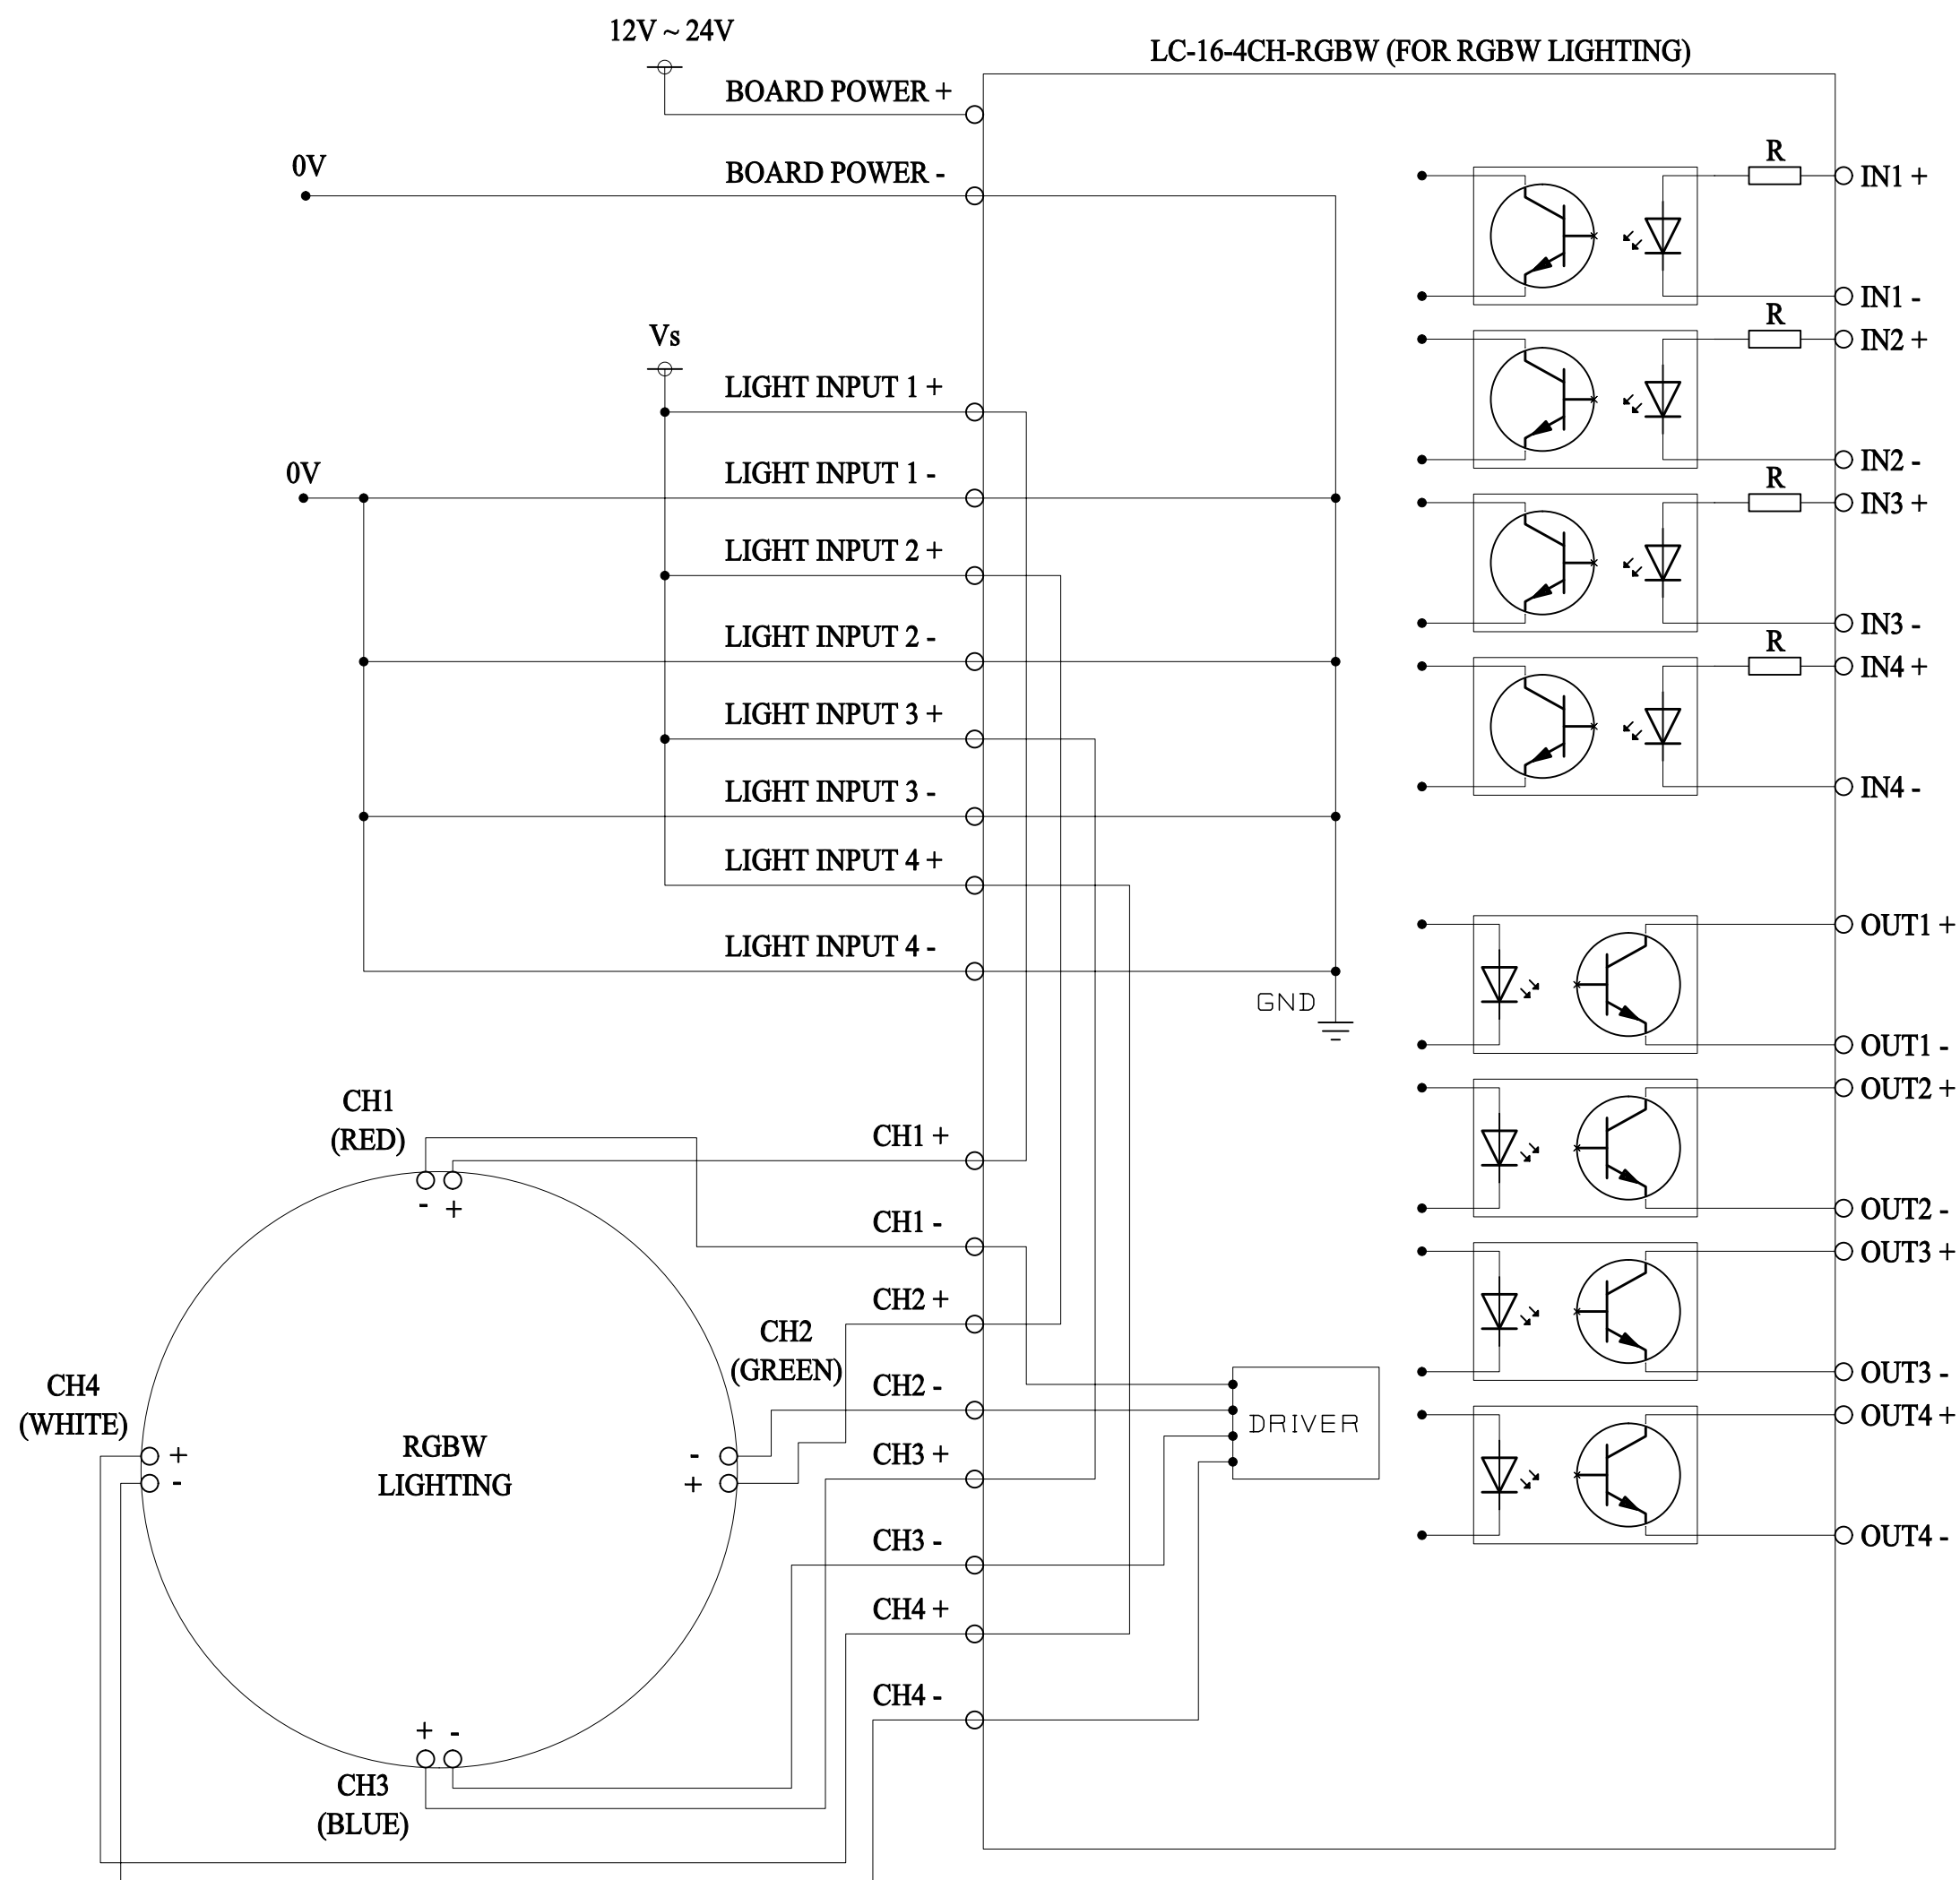 12V ~ 24V
LC-16-4CH-RGBW (FOR RGBW LIGHTING)
BOARD POWER +
0V
BOARD POWER -
Vs
LIGHT INPUT 1 +
0V
LIGHT INPUT 1 -
LIGHT INPUT 2 +
LIGHT INPUT 2 -
LIGHT INPUT 3 +
LIGHT INPUT 3 -
LIGHT INPUT 4 +
LIGHT INPUT 4 -
GND
R
IN1 +
IN1 -
R
IN2 +
IN2 -
R
IN3 +
IN3 -
R
IN4 +
IN4 -
OUT1 +
OUT1 -
OUT2 +
OUT2 -
OUT3 +
OUT3 -
OUT4 +
OUT4 -
CH1
(RED)
- +
CH1 +
CH1 -
CH2 +
CH2
(GREEN)
CH2 -
CH3 +
CH3 -
CH4 +
CH4 -
DRIVER
CH4
(WHITE)
+
-
RGBW
LIGHTING
-
+
+ -
CH3
(BLUE)